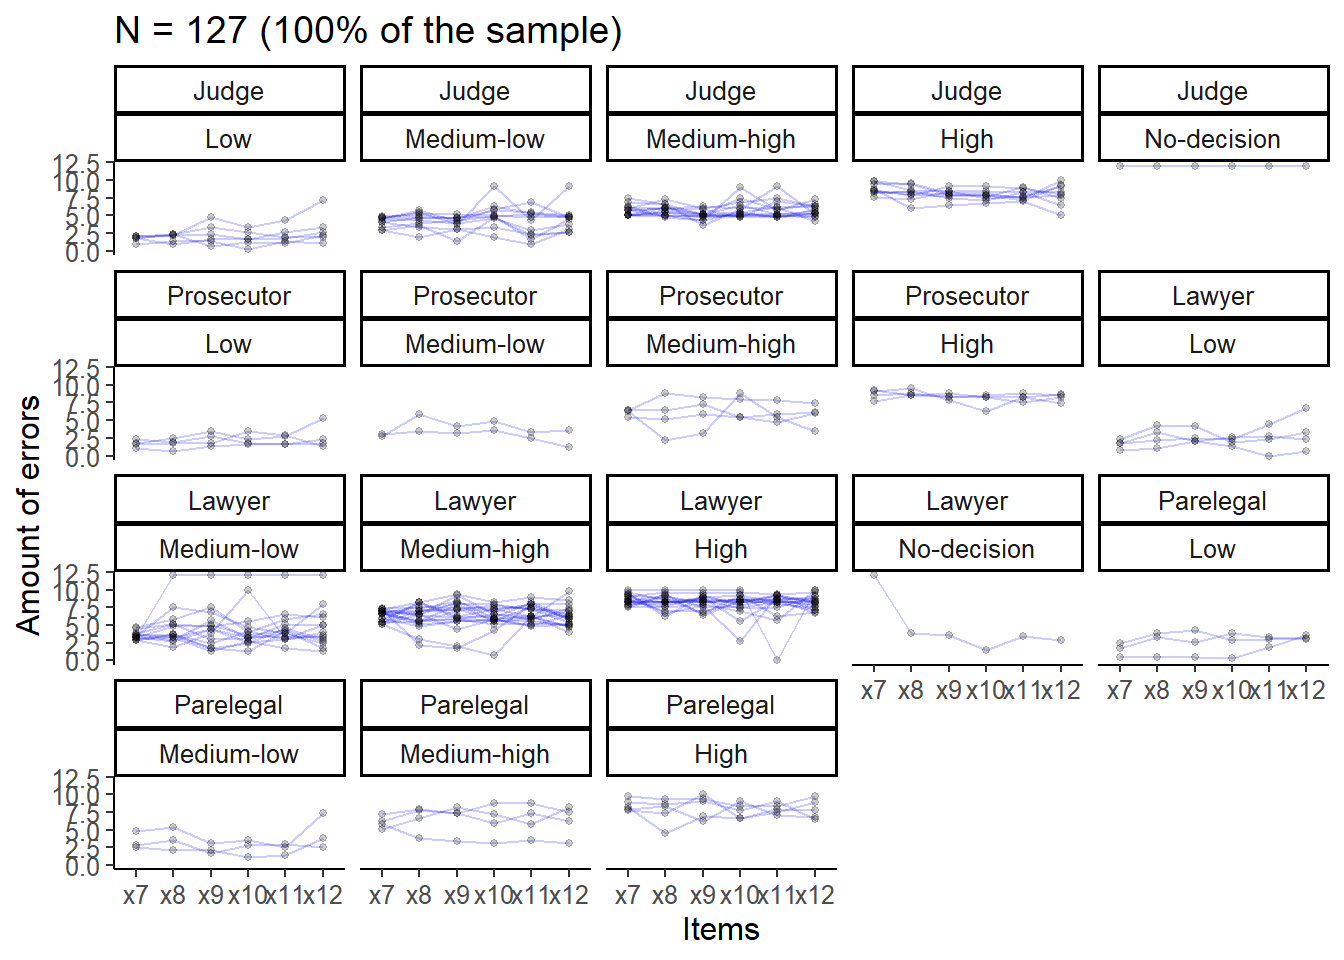 N = 127 (100% of the sample)
Judge Judge Judge Judge Judge
Low Medium-low Medium-high High No-decision
12.5
10.0
7.5
5.0
2.5
0.0
Prosecutor Prosecutor Prosecutor Prosecutor Lawyer
Low Medium-low Medium-high High Low
12.5
10.0
7.5
5.0
2.5
0.0
Amount of errors
Lawyer Lawyer Lawyer Lawyer Parelegal
Medium-low Medium-high High No-decision Low
12.5
10.0
7.5
5.0
2.5
0.0
x7 x8 x9 x10 x11 x12 x7 x8 x9 x10 x11 x12
Parelegal Parelegal Parelegal
Medium-low Medium-high High
12.5
10.0
7.5
5.0
2.5
0.0
x7 x8 x9 x10 x11 x12 x7 x8 x9 x10 x11 x12 x7 x8 x9 x10 x11 x12
Items